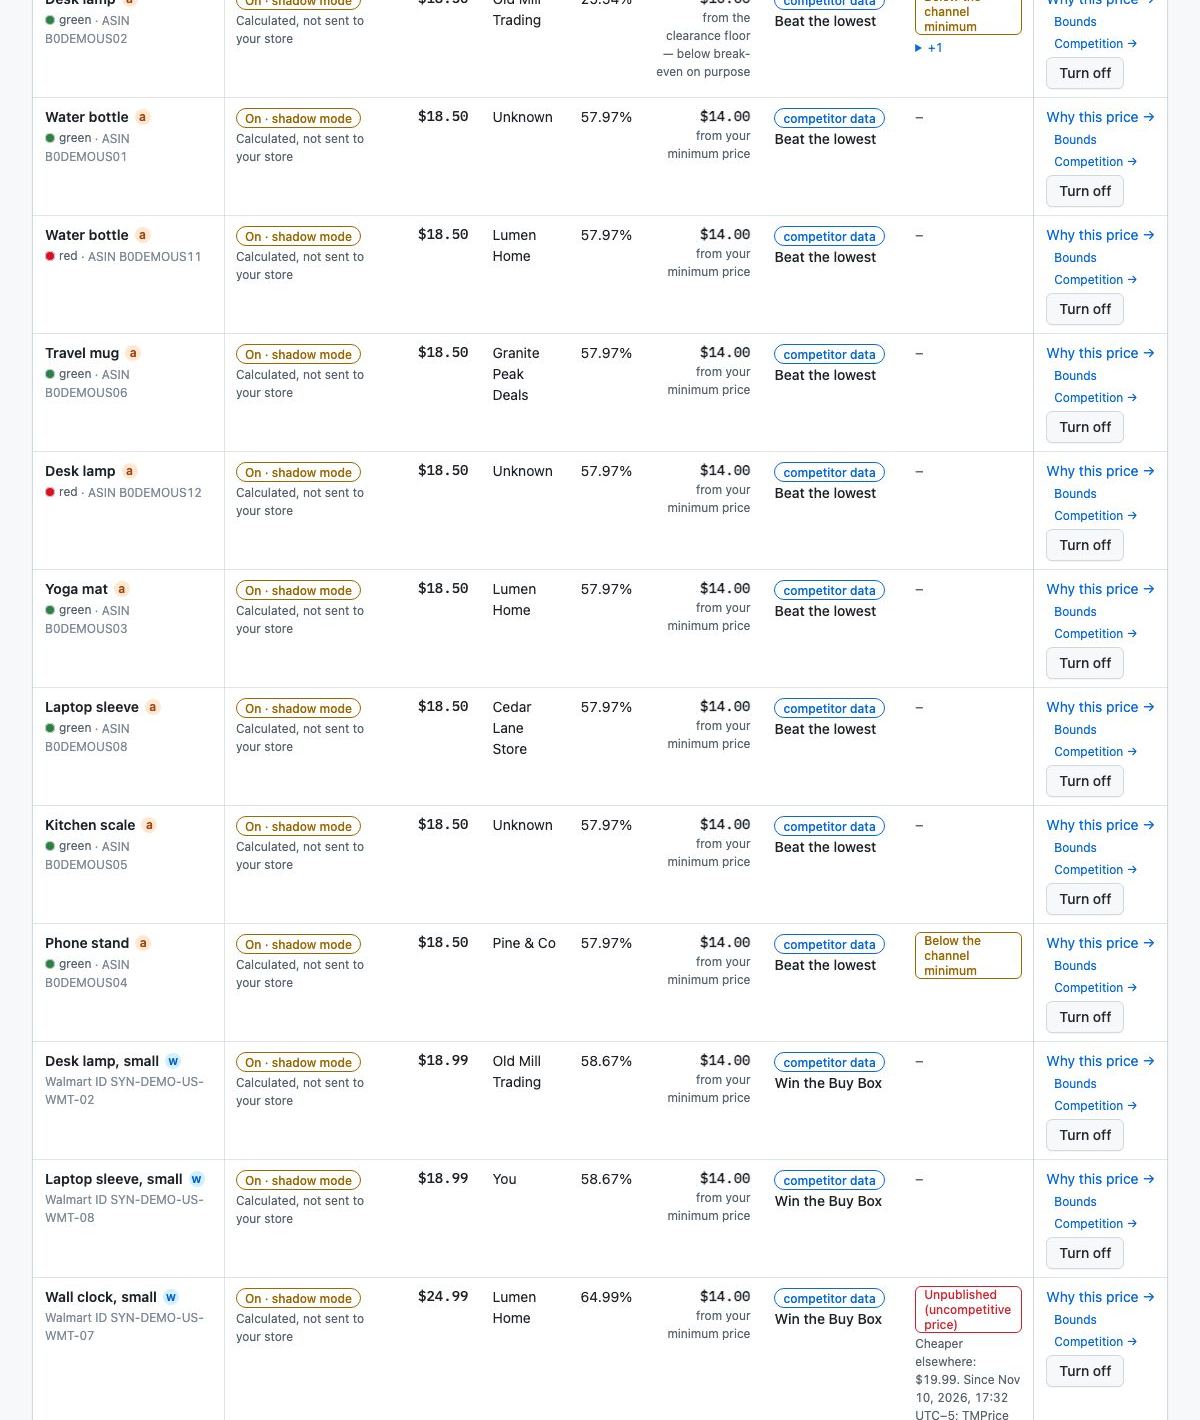 green · ASIN
B0DEMOUS02
Calculated, not sent to
your store
Trading
from the
clearance floor
— below break-
even on purpose
competitor data
Beat the lowest
channel
minimum
+1
Why this price →
Bounds
Competition →
Turn off
Water bottle a
green · ASIN
B0DEMOUS01
On · shadow mode
Calculated, not sent to
your store
$18.50
Unknown
57.97%
$14.00
from your
minimum price
competitor data
Beat the lowest
–
Why this price →
Bounds
Competition →
Turn off
Water bottle a
red · ASIN B0DEMOUS11
On · shadow mode
Calculated, not sent to
your store
$18.50
Lumen
Home
57.97%
$14.00
from your
minimum price
competitor data
Beat the lowest
–
Why this price →
Bounds
Competition →
Turn off
Travel mug a
green · ASIN
B0DEMOUS06
On · shadow mode
Calculated, not sent to
your store
$18.50
Granite
Peak
Deals
57.97%
$14.00
from your
minimum price
competitor data
Beat the lowest
–
Why this price →
Bounds
Competition →
Turn off
Desk lamp a
red · ASIN B0DEMOUS12
On · shadow mode
Calculated, not sent to
your store
$18.50
Unknown
57.97%
$14.00
from your
minimum price
competitor data
Beat the lowest
–
Why this price →
Bounds
Competition →
Turn off
Yoga mat a
green · ASIN
B0DEMOUS03
On · shadow mode
Calculated, not sent to
your store
$18.50
Lumen
Home
57.97%
$14.00
from your
minimum price
competitor data
Beat the lowest
–
Why this price →
Bounds
Competition →
Turn off
Laptop sleeve a
green · ASIN
B0DEMOUS08
On · shadow mode
Calculated, not sent to
your store
$18.50
Cedar
Lane
Store
57.97%
$14.00
from your
minimum price
competitor data
Beat the lowest
–
Why this price →
Bounds
Competition →
Turn off
Kitchen scale a
green · ASIN
B0DEMOUS05
On · shadow mode
Calculated, not sent to
your store
$18.50
Unknown
57.97%
$14.00
from your
minimum price
competitor data
Beat the lowest
–
Why this price →
Bounds
Competition →
Turn off
Phone stand a
green · ASIN
B0DEMOUS04
On · shadow mode
Calculated, not sent to
your store
$18.50
Pine & Co
57.97%
$14.00
from your
minimum price
competitor data
Beat the lowest
Below the
channel
minimum
Why this price →
Bounds
Competition →
Turn off
Desk lamp, small w
Walmart ID SYN-DEMO-US-
WMT-02
On · shadow mode
Calculated, not sent to
your store
$18.99
Old Mill
Trading
58.67%
$14.00
from your
minimum price
competitor data
Win the Buy Box
–
Why this price →
Bounds
Competition →
Turn off
Laptop sleeve, small w
Walmart ID SYN-DEMO-US-
WMT-08
On · shadow mode
Calculated, not sent to
your store
$18.99
You
58.67%
$14.00
from your
minimum price
competitor data
Win the Buy Box
–
Why this price →
Bounds
Competition →
Turn off
Wall clock, small w
Walmart ID SYN-DEMO-US-
WMT-07
On · shadow mode
Calculated, not sent to
your store
$24.99
Lumen
Home
64.99%
$14.00
from your
minimum price
competitor data
Win the Buy Box
Unpublished
(uncompetitive
price)
Cheaper
elsewhere:
$19.99. Since Nov
10, 2026, 17:32
UTC–5: TMPrice
Why this price →
Bounds
Competition →
Turn off